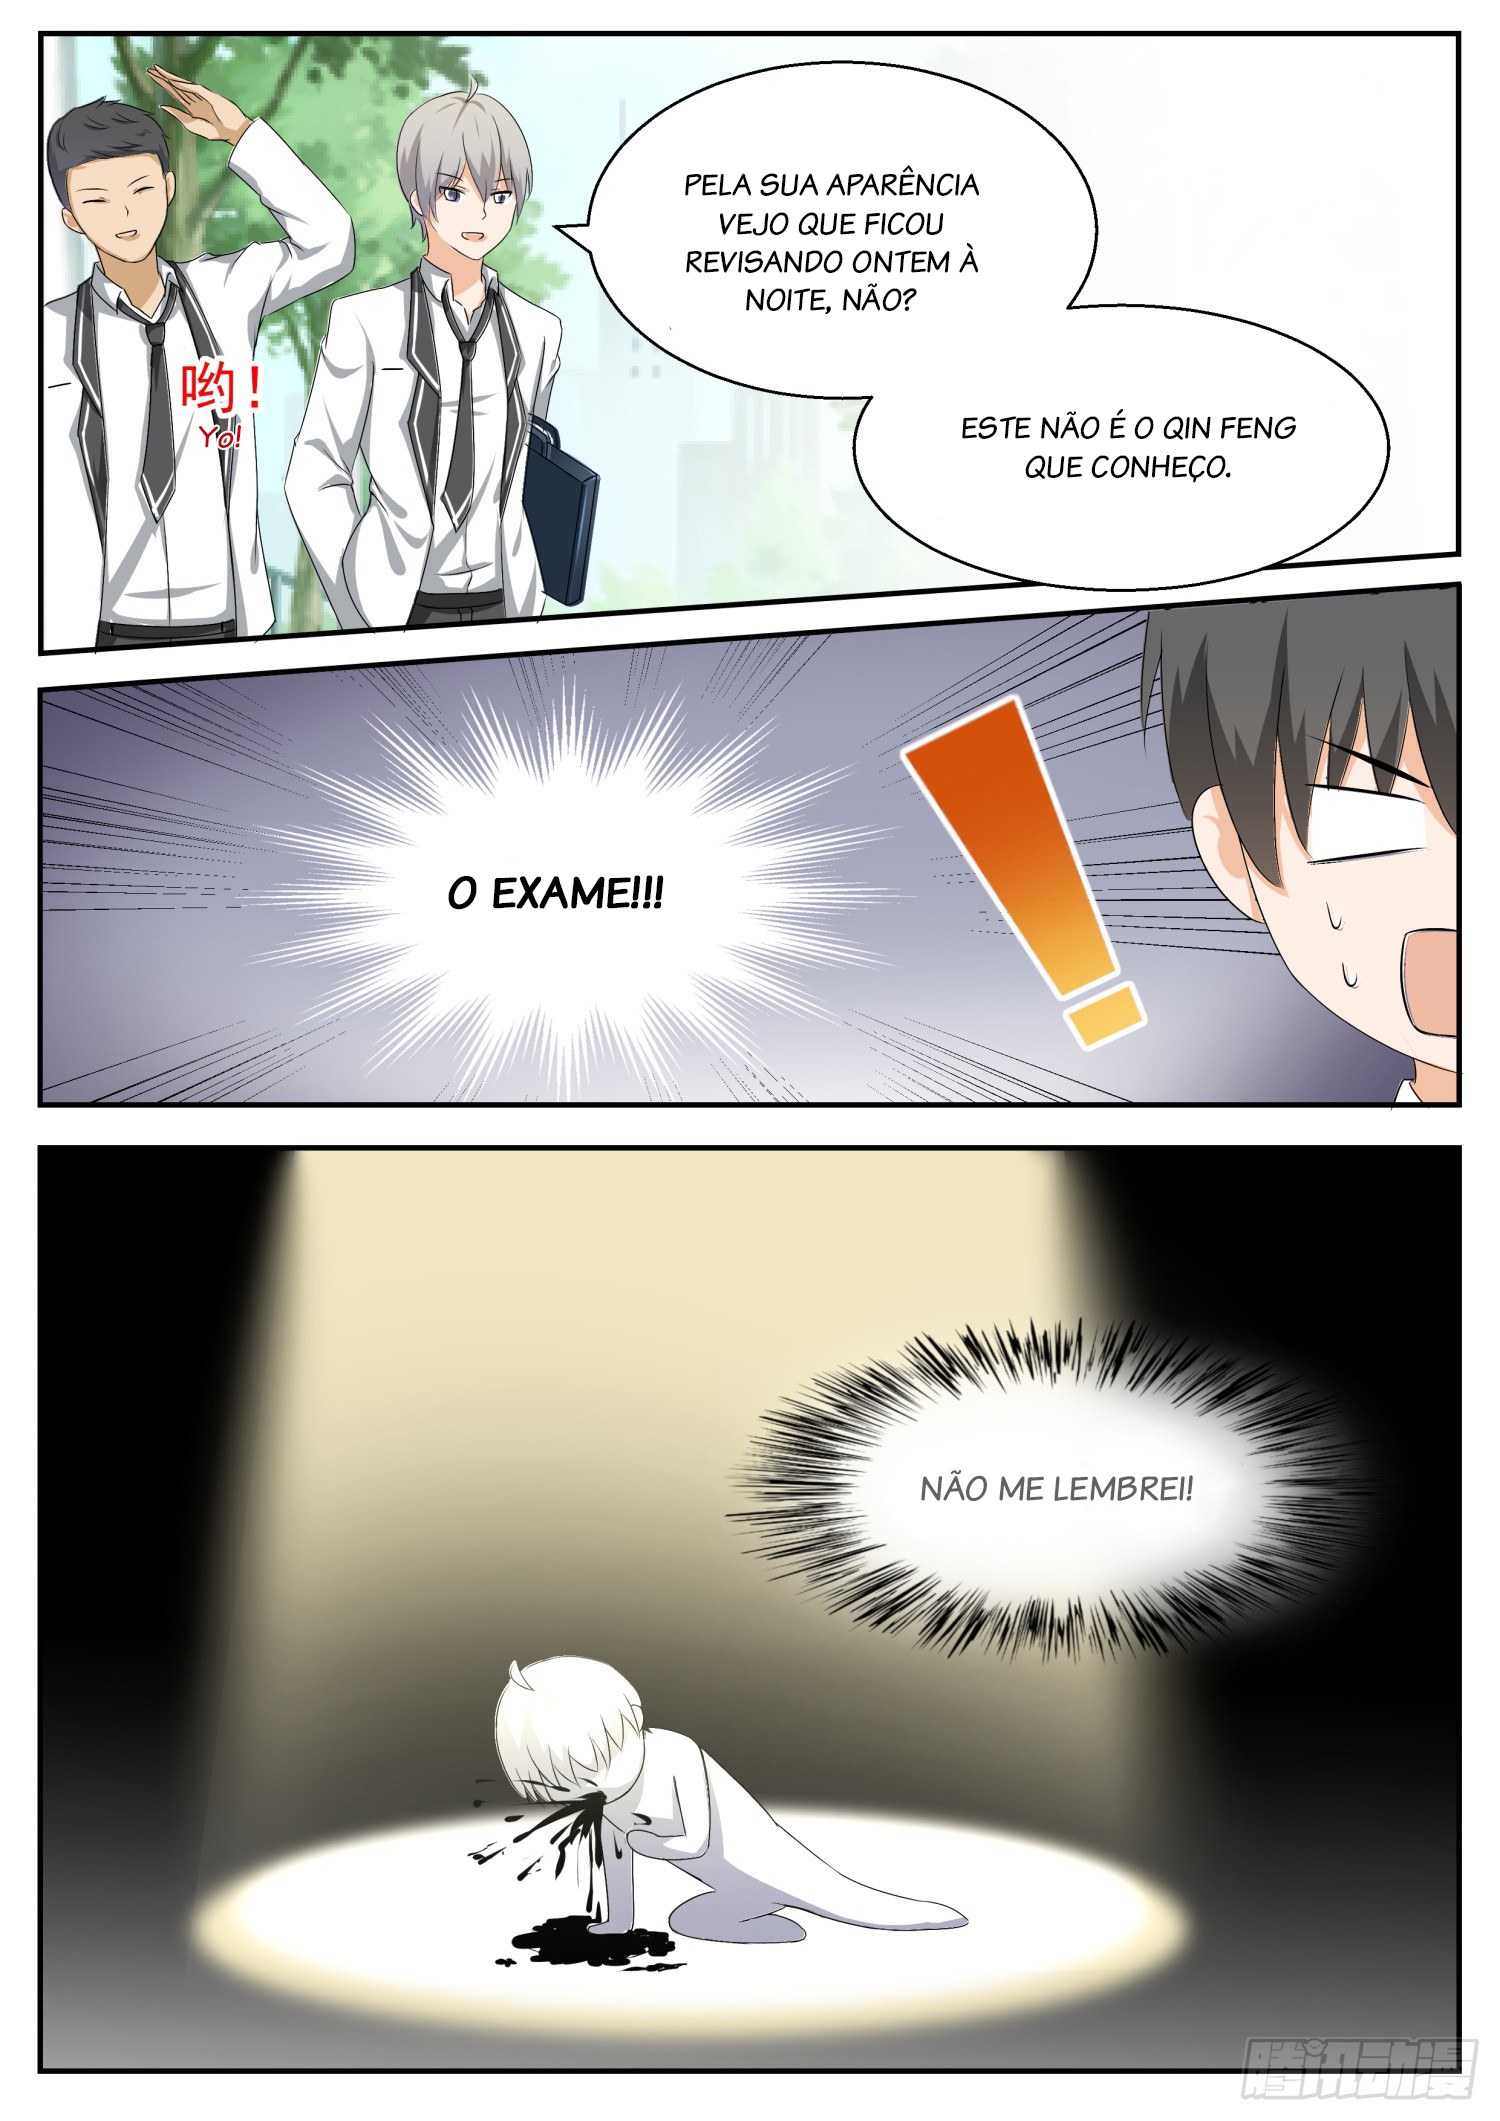 PELA SUA APARÊNCIA
VEJO QUE FICOU
REVISANDO ONTEM À
NOITE, NÃO?
哟!
Yo!
ESTE NÃO É O QIN FENG
QUE CONHEÇO.
O EXAME!!!
NÃO ME LEMBREI!
腾讯动漫